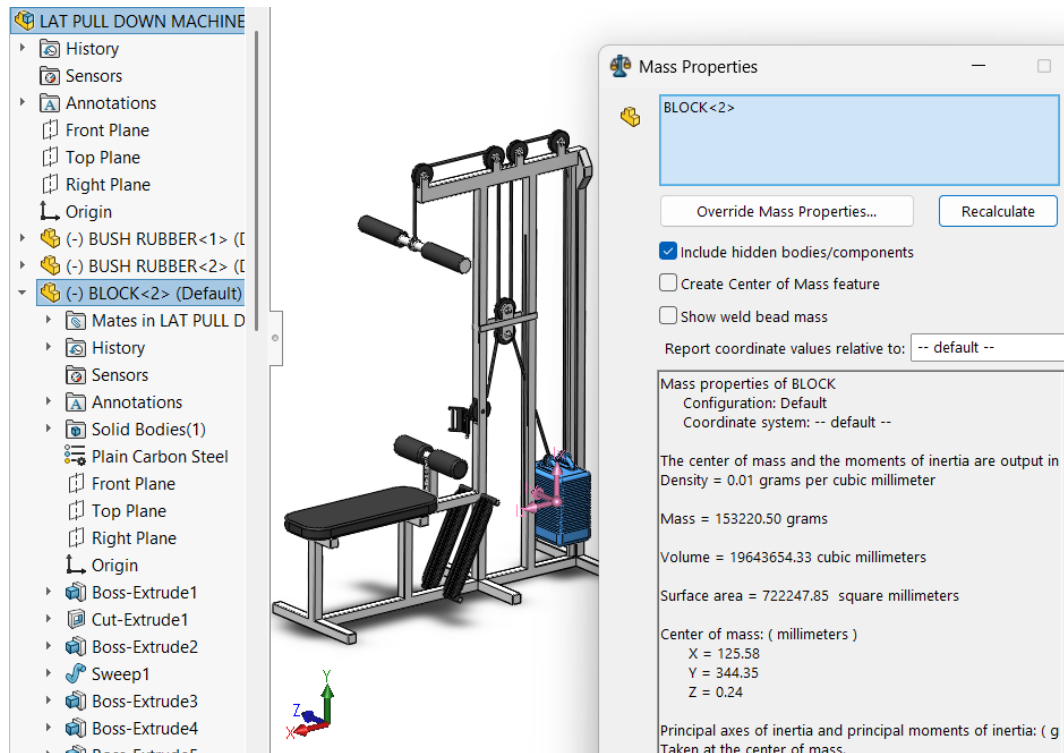 LAT PULL DOWN MACHINE
History
Sensors
Annotations
Front Plane
Top Plane
Right Plane
Origin
(-) BUSH RUBBER<1> (D
(-) BUSH RUBBER<2> (D
(-) BLOCK<2> (Default)
Mates in LAT PULL D
History
Sensors
Annotations
Solid Bodies(1)
Plain Carbon Steel
Front Plane
Top Plane
Right Plane
Origin
Boss-Extrude1
Cut-Extrude1
Boss-Extrude2
Sweep1
Boss-Extrude3
Boss-Extrude4
Y
Z
X
Mass Properties
BLOCK<2>
Override Mass Properties...
Recalculate
Include hidden bodies/components
Create Center of Mass feature
Show weld bead mass
Report coordinate values relative to:
-- default --
Mass properties of BLOCK
Configuration: Default
Coordinate system: -- default --
The center of mass and the moments of inertia are output in
Density = 0.01 grams per cubic millimeter
Mass = 153220.50 grams
Volume = 19643654.33 cubic millimeters
Surface area = 722247.85 square millimeters
Center of mass: ( millimeters )
X = 125.58
Y = 344.35
Z = 0.24
Principal axes of inertia and principal moments of inertia: ( g
Taken at the center of mass.